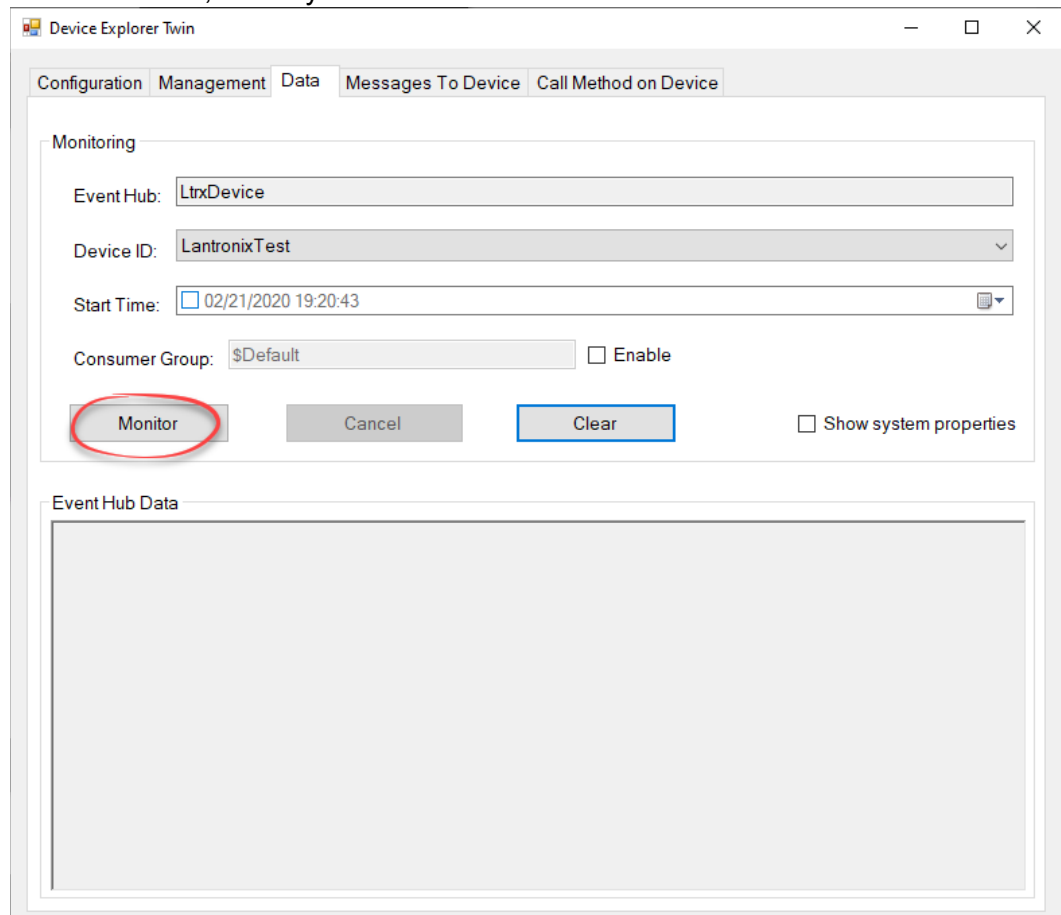 Device Explorer Twin
Configuration Management Data Messages To Device Call Method on Device
Monitoring
Event Hub: LtrxDevice
Device ID: LantronixTest
Start Time: 02/21/2020 19:20:43
Consumer Group: $Default Enable
Monitor Cancel Clear Show system properties
Event Hub Data